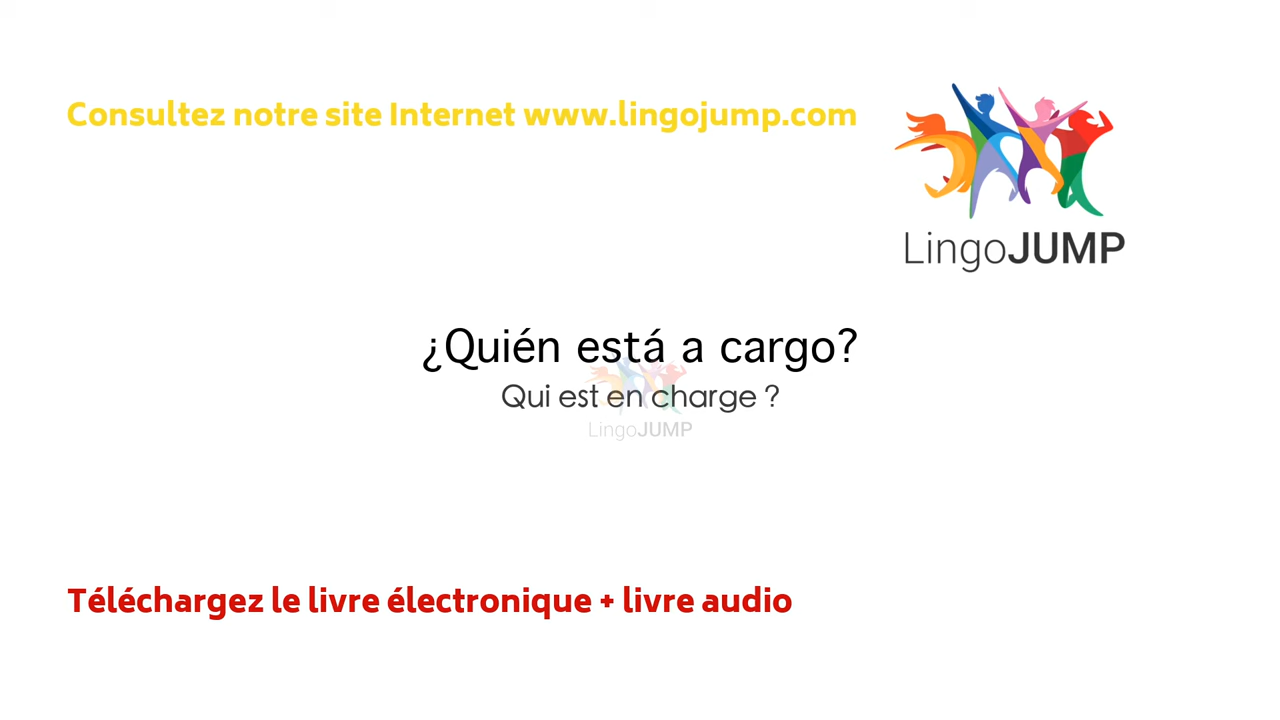 Consultez notre site Internet www.lingojump.com
LingoJUMP
¿Quién está a cargo?
Qui est en charge ?
LingoJUMP
Téléchargez le livre électronique + livre audio